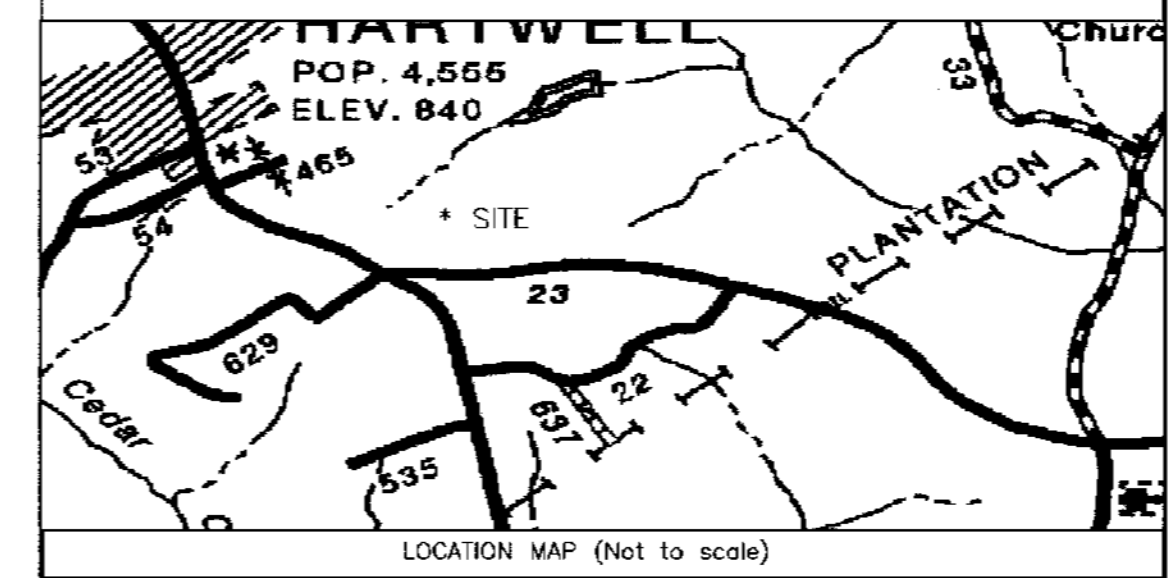 HARTWELL
POP. 4,555
ELEV. 840
Churc
33
53
465
54
* SITE
PLANTATION
23
629
22
637
Cedar
535
C
LOCATION MAP (Not to scale)